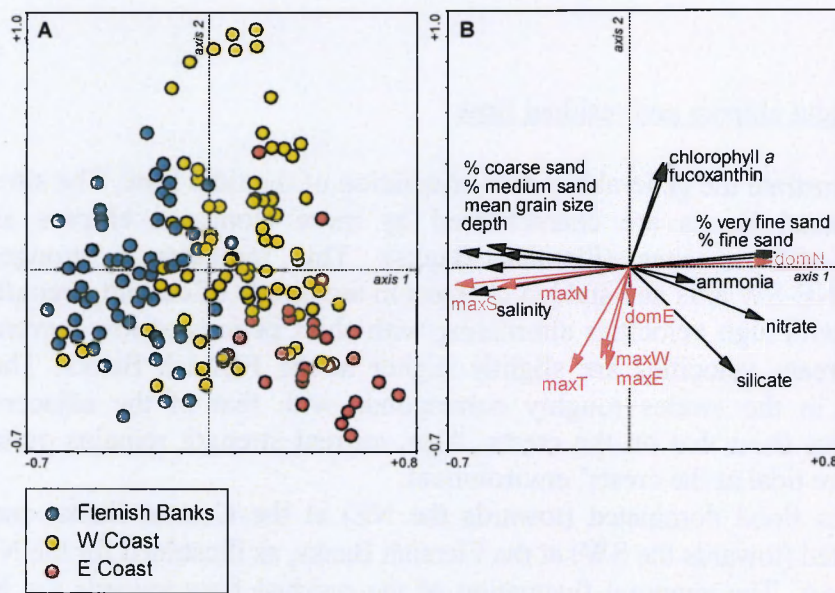 A
B
axis 2
axis 2
+1.0
+1.0
chlorophyll a
fucoxanthin
% coarse sand
% medium sand
mean grain size
depth
% very fine sand
% fine sand
domN
axis 1
axis 1
ammonia
maxN
maxS
salinity
domE
nitrate
maxW
maxE
maxT
silicate
-0.7
-0.7
-0.7
+0.8
-0.7
+0.8
Flemish Banks
W Coast
E Coast